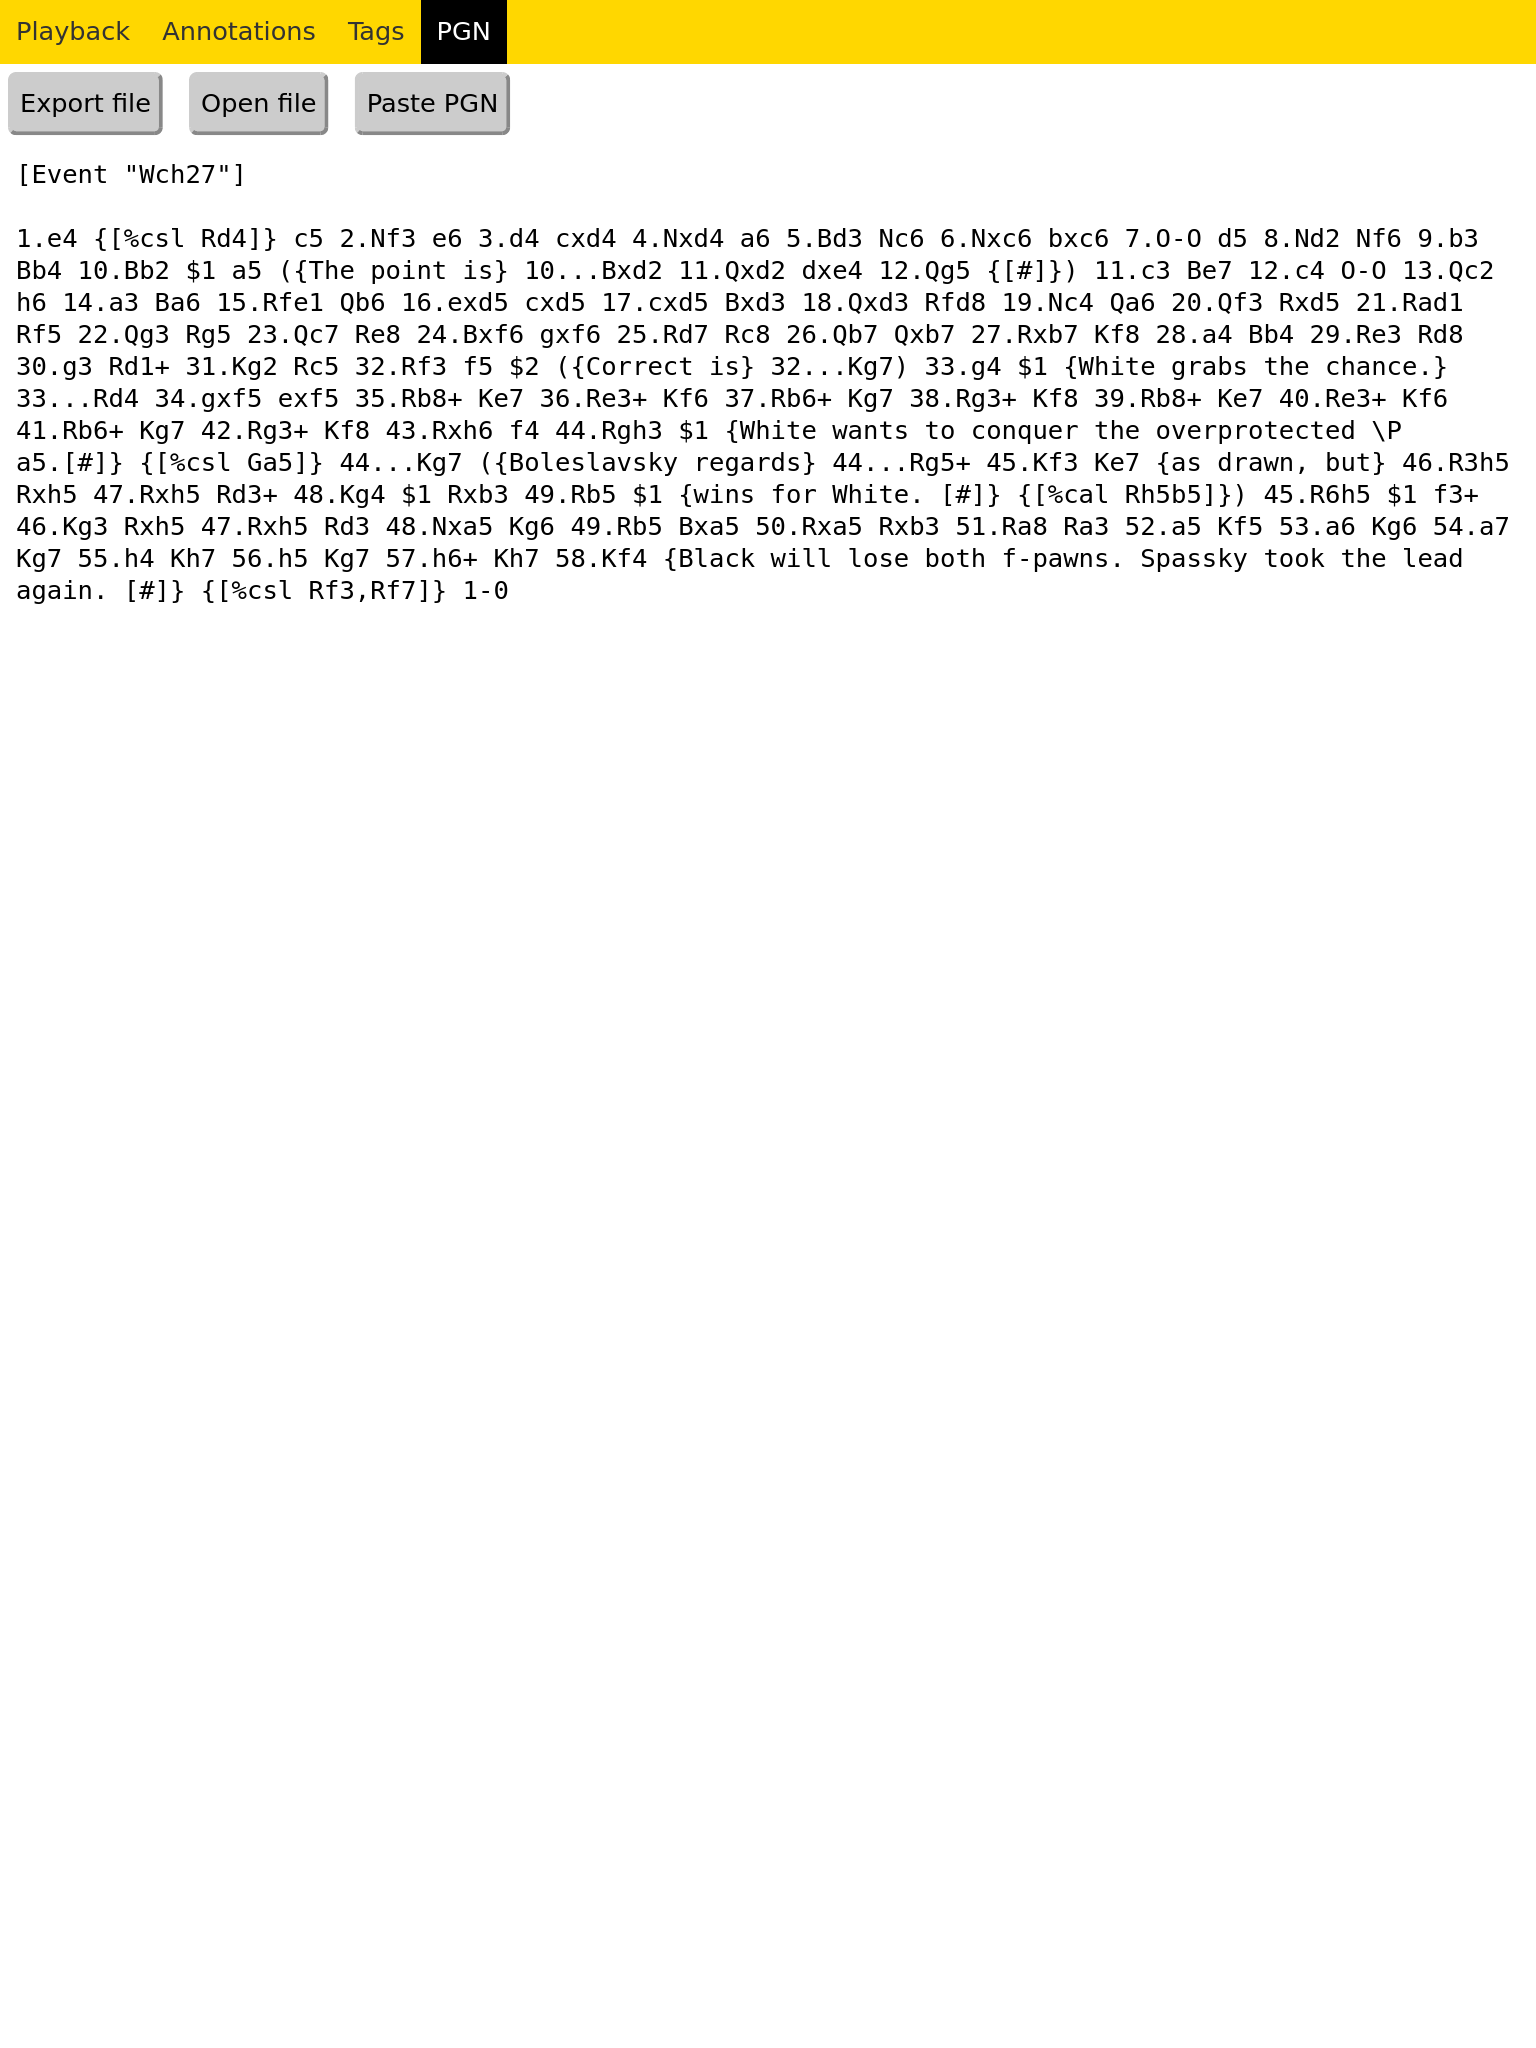 Playback Annotations Tags PGN
Export file Open file Paste PGN
[Event "Wch27"]
1.e4 {[%csl Rd4]} c5 2.Nf3 e6 3.d4 cxd4 4.Nxd4 a6 5.Bd3 Nc6 6.Nxc6 bxc6 7.O-O d5 8.Nd2 Nf6 9.b3
Bb4 10.Bb2 $1 a5 ({The point is} 10...Bxd2 11.Qxd2 dxe4 12.Qg5 {[#]}) 11.c3 Be7 12.c4 O-O 13.Qc2
h6 14.a3 Ba6 15.Rfe1 Qb6 16.exd5 cxd5 17.cxd5 Bxd3 18.Qxd3 Rfd8 19.Nc4 Qa6 20.Qf3 Rxd5 21.Rad1
Rf5 22.Qg3 Rg5 23.Qc7 Re8 24.Bxf6 gxf6 25.Rd7 Rc8 26.Qb7 Qxb7 27.Rxb7 Kf8 28.a4 Bb4 29.Re3 Rd8
30.g3 Rd1+ 31.Kg2 Rc5 32.Rf3 f5 $2 ({Correct is} 32...Kg7) 33.g4 $1 {White grabs the chance.}
33...Rd4 34.gxf5 exf5 35.Rb8+ Ke7 36.Re3+ Kf6 37.Rb6+ Kg7 38.Rg3+ Kf8 39.Rb8+ Ke7 40.Re3+ Kf6
41.Rb6+ Kg7 42.Rg3+ Kf8 43.Rxh6 f4 44.Rgh3 $1 {White wants to conquer the overprotected \P
a5.[#]} {[%csl Ga5]} 44...Kg7 ({Boleslavsky regards} 44...Rg5+ 45.Kf3 Ke7 {as drawn, but} 46.R3h5
Rxh5 47.Rxh5 Rd3+ 48.Kg4 $1 Rxb3 49.Rb5 $1 {wins for White. [#]} {[%cal Rh5b5]}) 45.R6h5 $1 f3+
46.Kg3 Rxh5 47.Rxh5 Rd3 48.Nxa5 Kg6 49.Rb5 Bxa5 50.Rxa5 Rxb3 51.Ra8 Ra3 52.a5 Kf5 53.a6 Kg6 54.a7
Kg7 55.h4 Kh7 56.h5 Kg7 57.h6+ Kh7 58.Kf4 {Black will lose both f-pawns. Spassky took the lead
again. [#]} {[%csl Rf3,Rf7]} 1-0